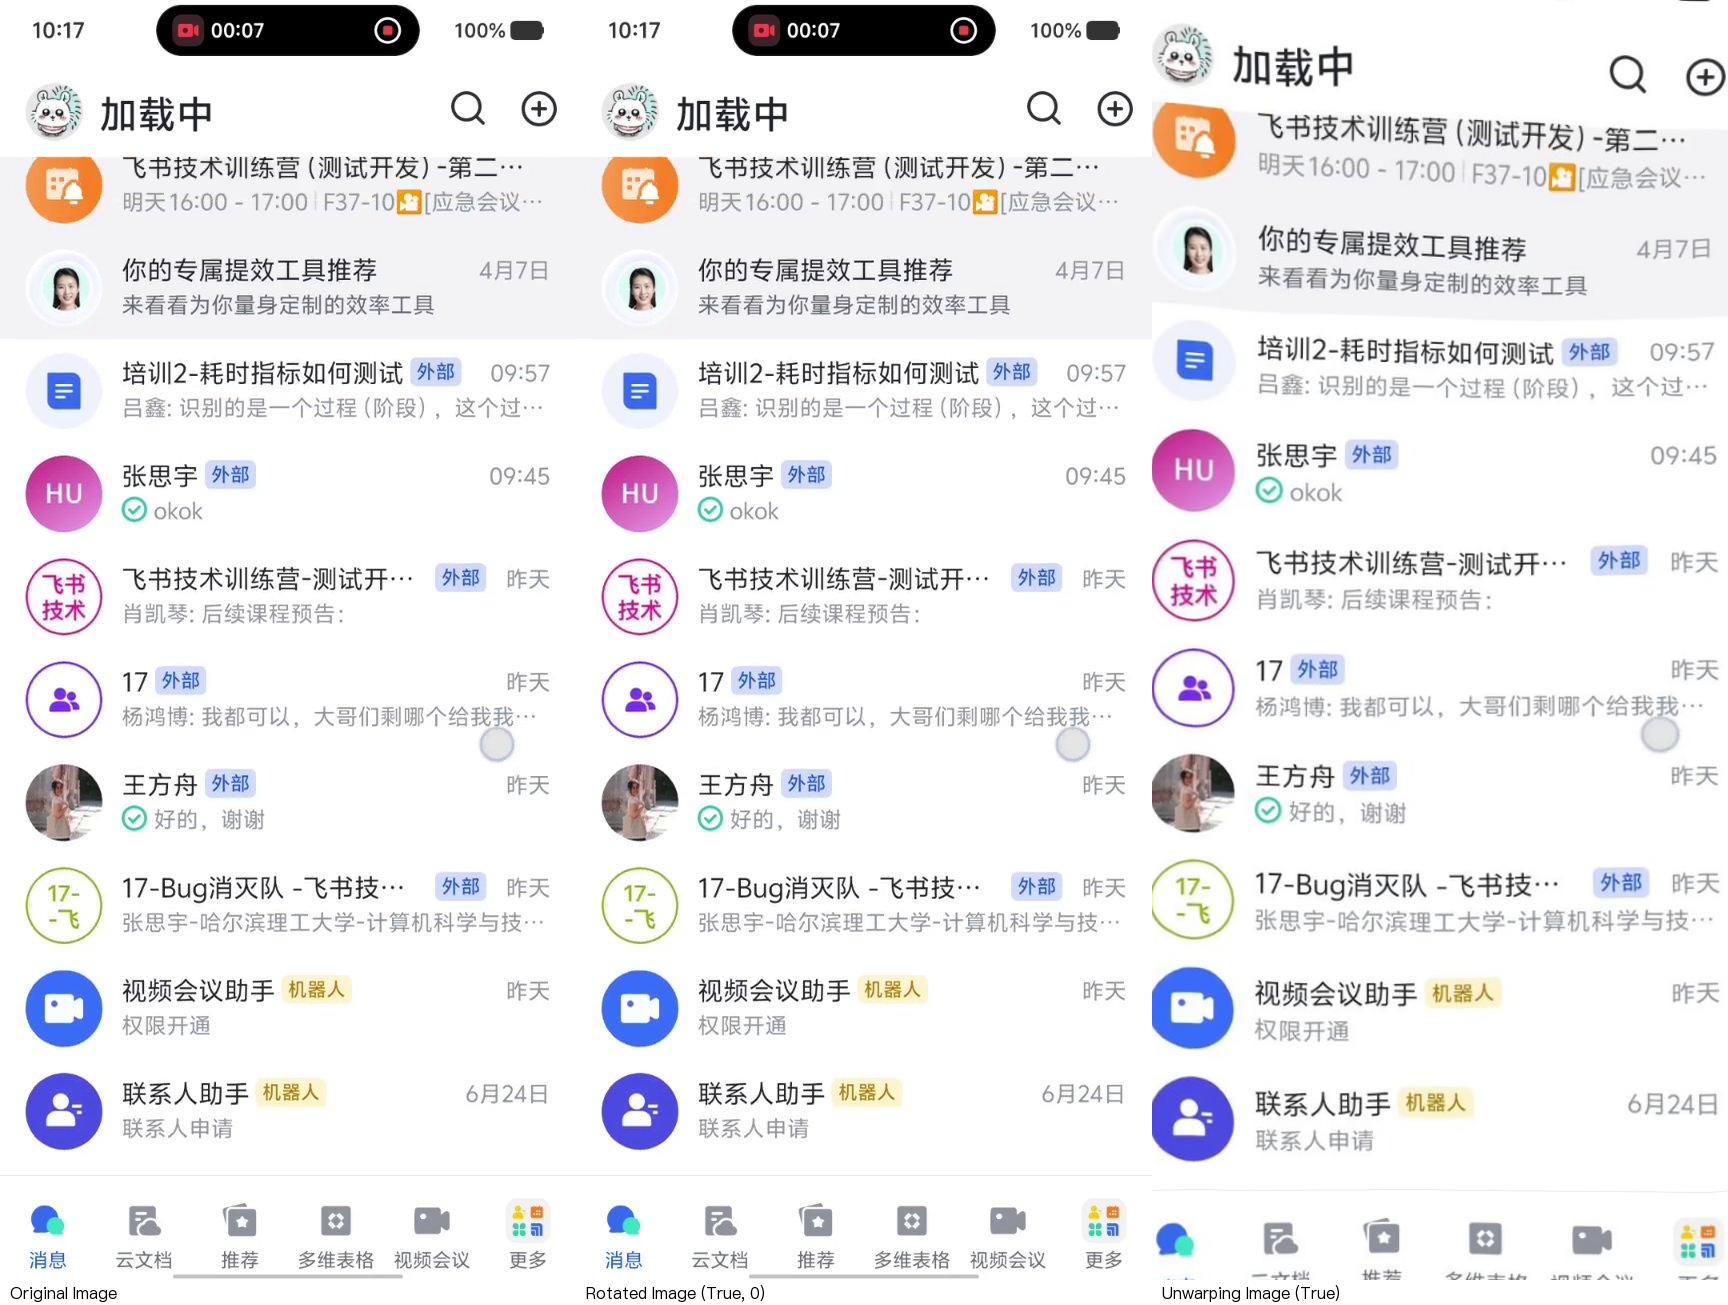 10:17
00:07
100%
加载中
飞书技术训练营 (测试开发) -第二…
明天16:00 - 17:00 | F37-10 [应急会议…
你的专属提效工具推荐 4月7日
来看看为你量身定制的效率工具
培训2-耗时指标如何测试 外部 09:57
吕鑫: 识别的是一个过程 (阶段) ，这个过…
HU
张思宇 外部 09:45
okok
飞书
技术
飞书技术训练营-测试开… 外部 昨天
肖凯琴: 后续课程预告:
17 外部 昨天
杨鸿博: 我都可以，大哥们剩哪个给我我…
王方舟 外部 昨天
好的，谢谢
17-
-飞
17-Bug消灭队 -飞书技… 外部 昨天
张思宇-哈尔滨理工大学-计算机科学与技…
视频会议助手 机器人 昨天
权限开通
联系人助手 机器人 6月24日
联系人申请
消息 云文档 推荐 多维表格 视频会议 更多
Original Image
10:17
00:07
100%
加载中
飞书技术训练营 (测试开发) -第二…
明天16:00 - 17:00 | F37-10 [应急会议…
你的专属提效工具推荐 4月7日
来看看为你量身定制的效率工具
培训2-耗时指标如何测试 外部 09:57
吕鑫: 识别的是一个过程 (阶段) ，这个过…
HU
张思宇 外部 09:45
okok
飞书
技术
飞书技术训练营-测试开… 外部 昨天
肖凯琴: 后续课程预告:
17 外部 昨天
杨鸿博: 我都可以，大哥们剩哪个给我我…
王方舟 外部 昨天
好的，谢谢
17-
-飞
17-Bug消灭队 -飞书技… 外部 昨天
张思宇-哈尔滨理工大学-计算机科学与技…
视频会议助手 机器人 昨天
权限开通
联系人助手 机器人 6月24日
联系人申请
消息 云文档 推荐 多维表格 视频会议 更多
Rotated Image (True, 0)
加载中
飞书技术训练营 (测试开发) -第二…
明天16:00 - 17:00 | F37-10 [应急会议…
你的专属提效工具推荐 4月7日
来看看为你量身定制的效率工具
培训2-耗时指标如何测试 外部 09:57
吕鑫: 识别的是一个过程 (阶段) ，这个过…
HU
张思宇 外部 09:45
okok
飞书
技术
飞书技术训练营-测试开… 外部 昨天
肖凯琴: 后续课程预告:
17 外部 昨天
杨鸿博: 我都可以，大哥们剩哪个给我我…
王方舟 外部 昨天
好的，谢谢
17-
-飞
17-Bug消灭队 -飞书技… 外部 昨天
张思宇-哈尔滨理工大学-计算机科学与技…
视频会议助手 机器人 昨天
权限开通
联系人助手 机器人 6月24日
联系人申请
Unwarping Image (True)